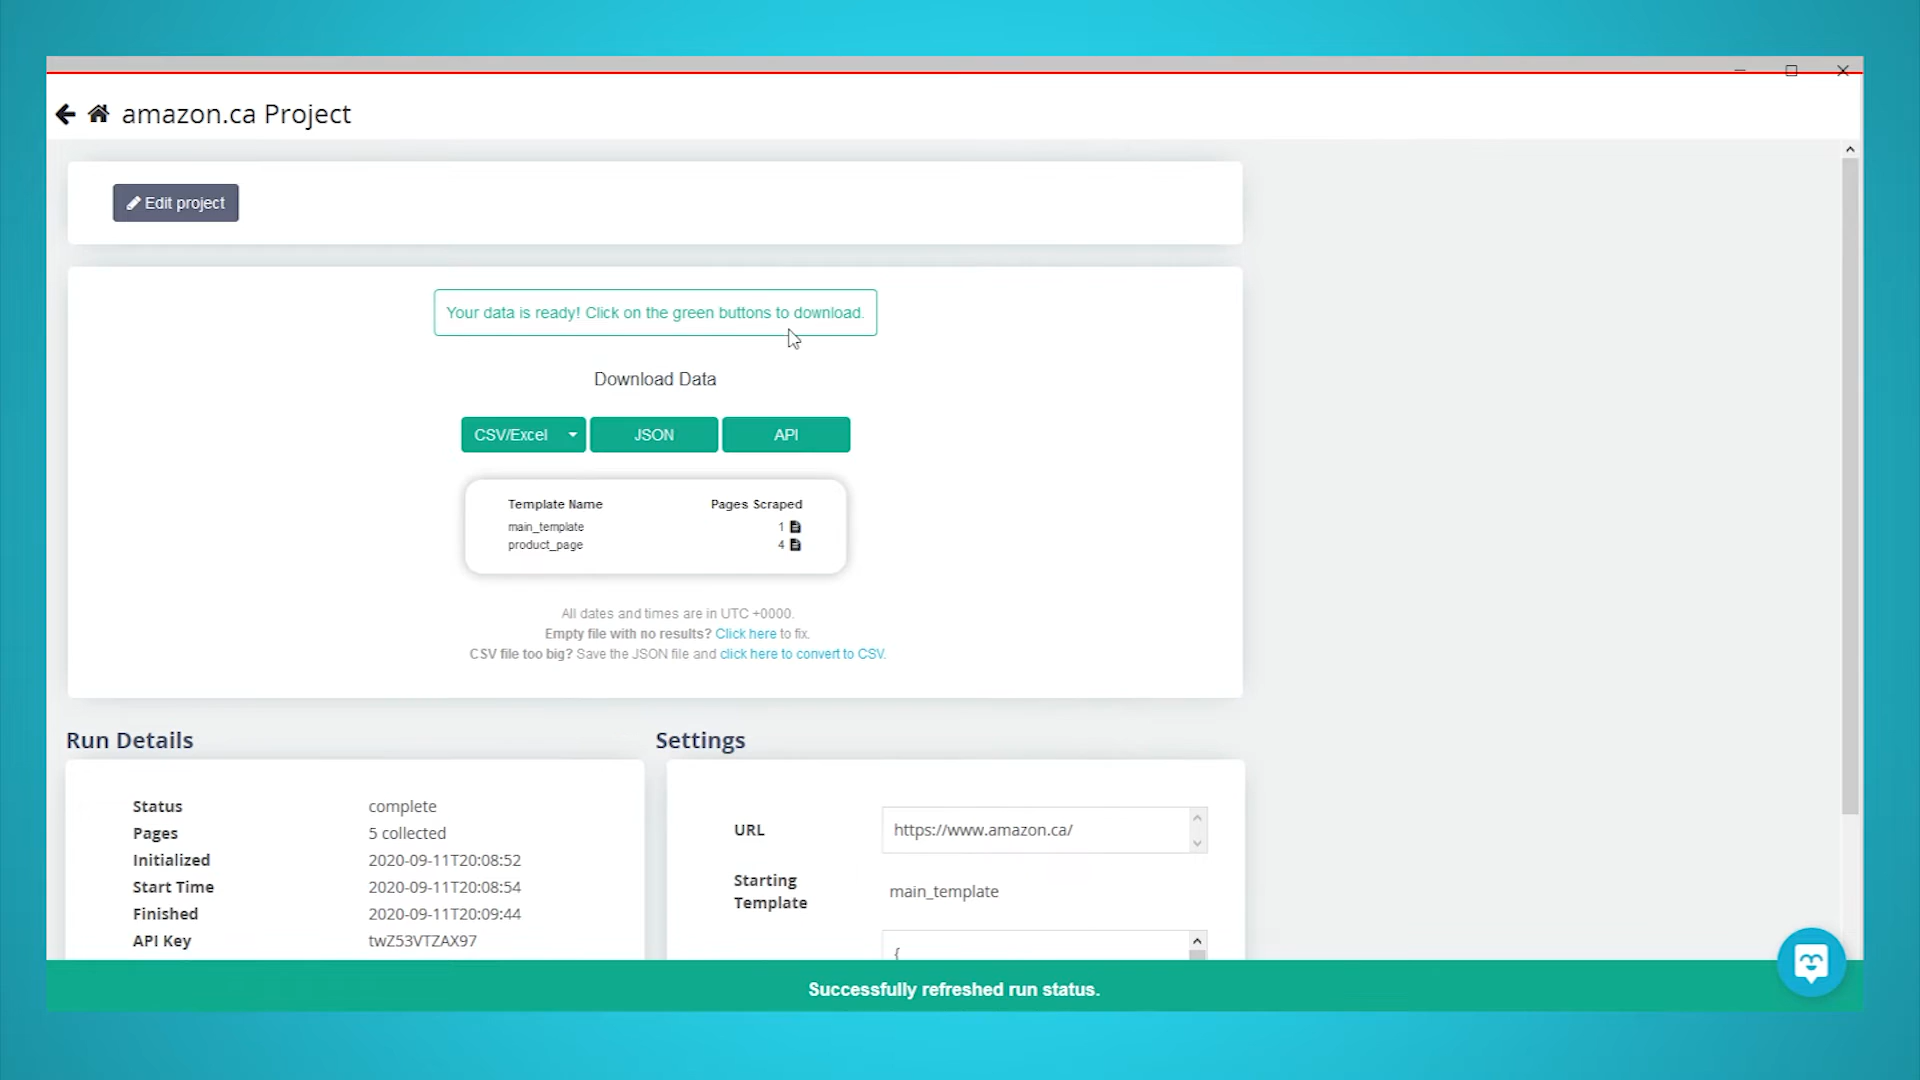 amazon.ca Project
Edit project
Your data is ready! Click on the green buttons to download.
Download Data
CSV/Excel JSON API
Template Name Pages Scraped
main_template 1
product_page 4
All dates and times are in UTC +0000.
Empty file with no results? Click here to fix.
CSV file too big? Save the JSON file and click here to convert to CSV.
Run Details
Status complete
Pages 5 collected
Initialized 2020-09-11T20:08:52
Start Time 2020-09-11T20:08:54
Finished 2020-09-11T20:09:44
API Key twZ53VTZAX97
Settings
URL https://www.amazon.ca/
Starting
Template main_template
{
Successfully refreshed run status.